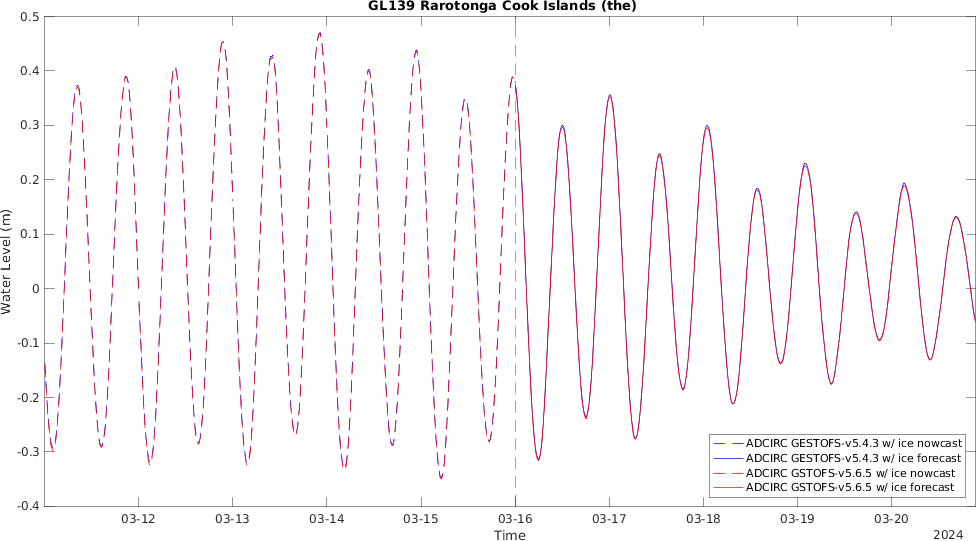 GL139 Rarotonga Cook Islands (the)
0.5
0.4
0.3
0.2
0.1
0
-0.1
-0.2
-0.3
-0.4
Water Level (m)
ADCIRC GESTOFS-v5.4.3 w/ ice nowcast
ADCIRC GESTOFS-v5.4.3 w/ ice forecast
ADCIRC GSTOFS-v5.6.5 w/ ice nowcast
ADCIRC GSTOFS-v5.6.5 w/ ice forecast
03-12 03-13 03-14 03-15 03-16 03-17 03-18 03-19 03-20
Time
2024